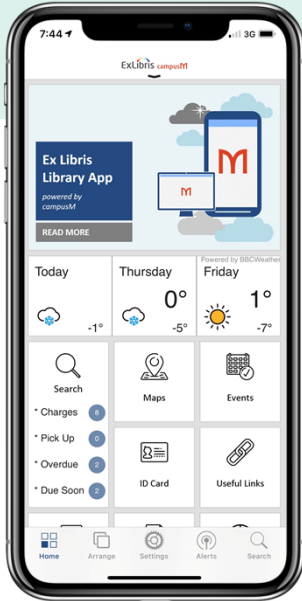 7:44
3G
ExLibris campusM
Ex Libris
Library App
powered by
campusM
READ MORE
M
M
Powered by BBCWeather
Today
Thursday
Friday
-1°
0°
-5°
1°
-7°
Search
* Charges 8
* Pick Up 0
* Overdue 2
* Due Soon 2
Maps
Events
ID Card
Useful Links
Home
Arrange
Settings
Alerts
Search